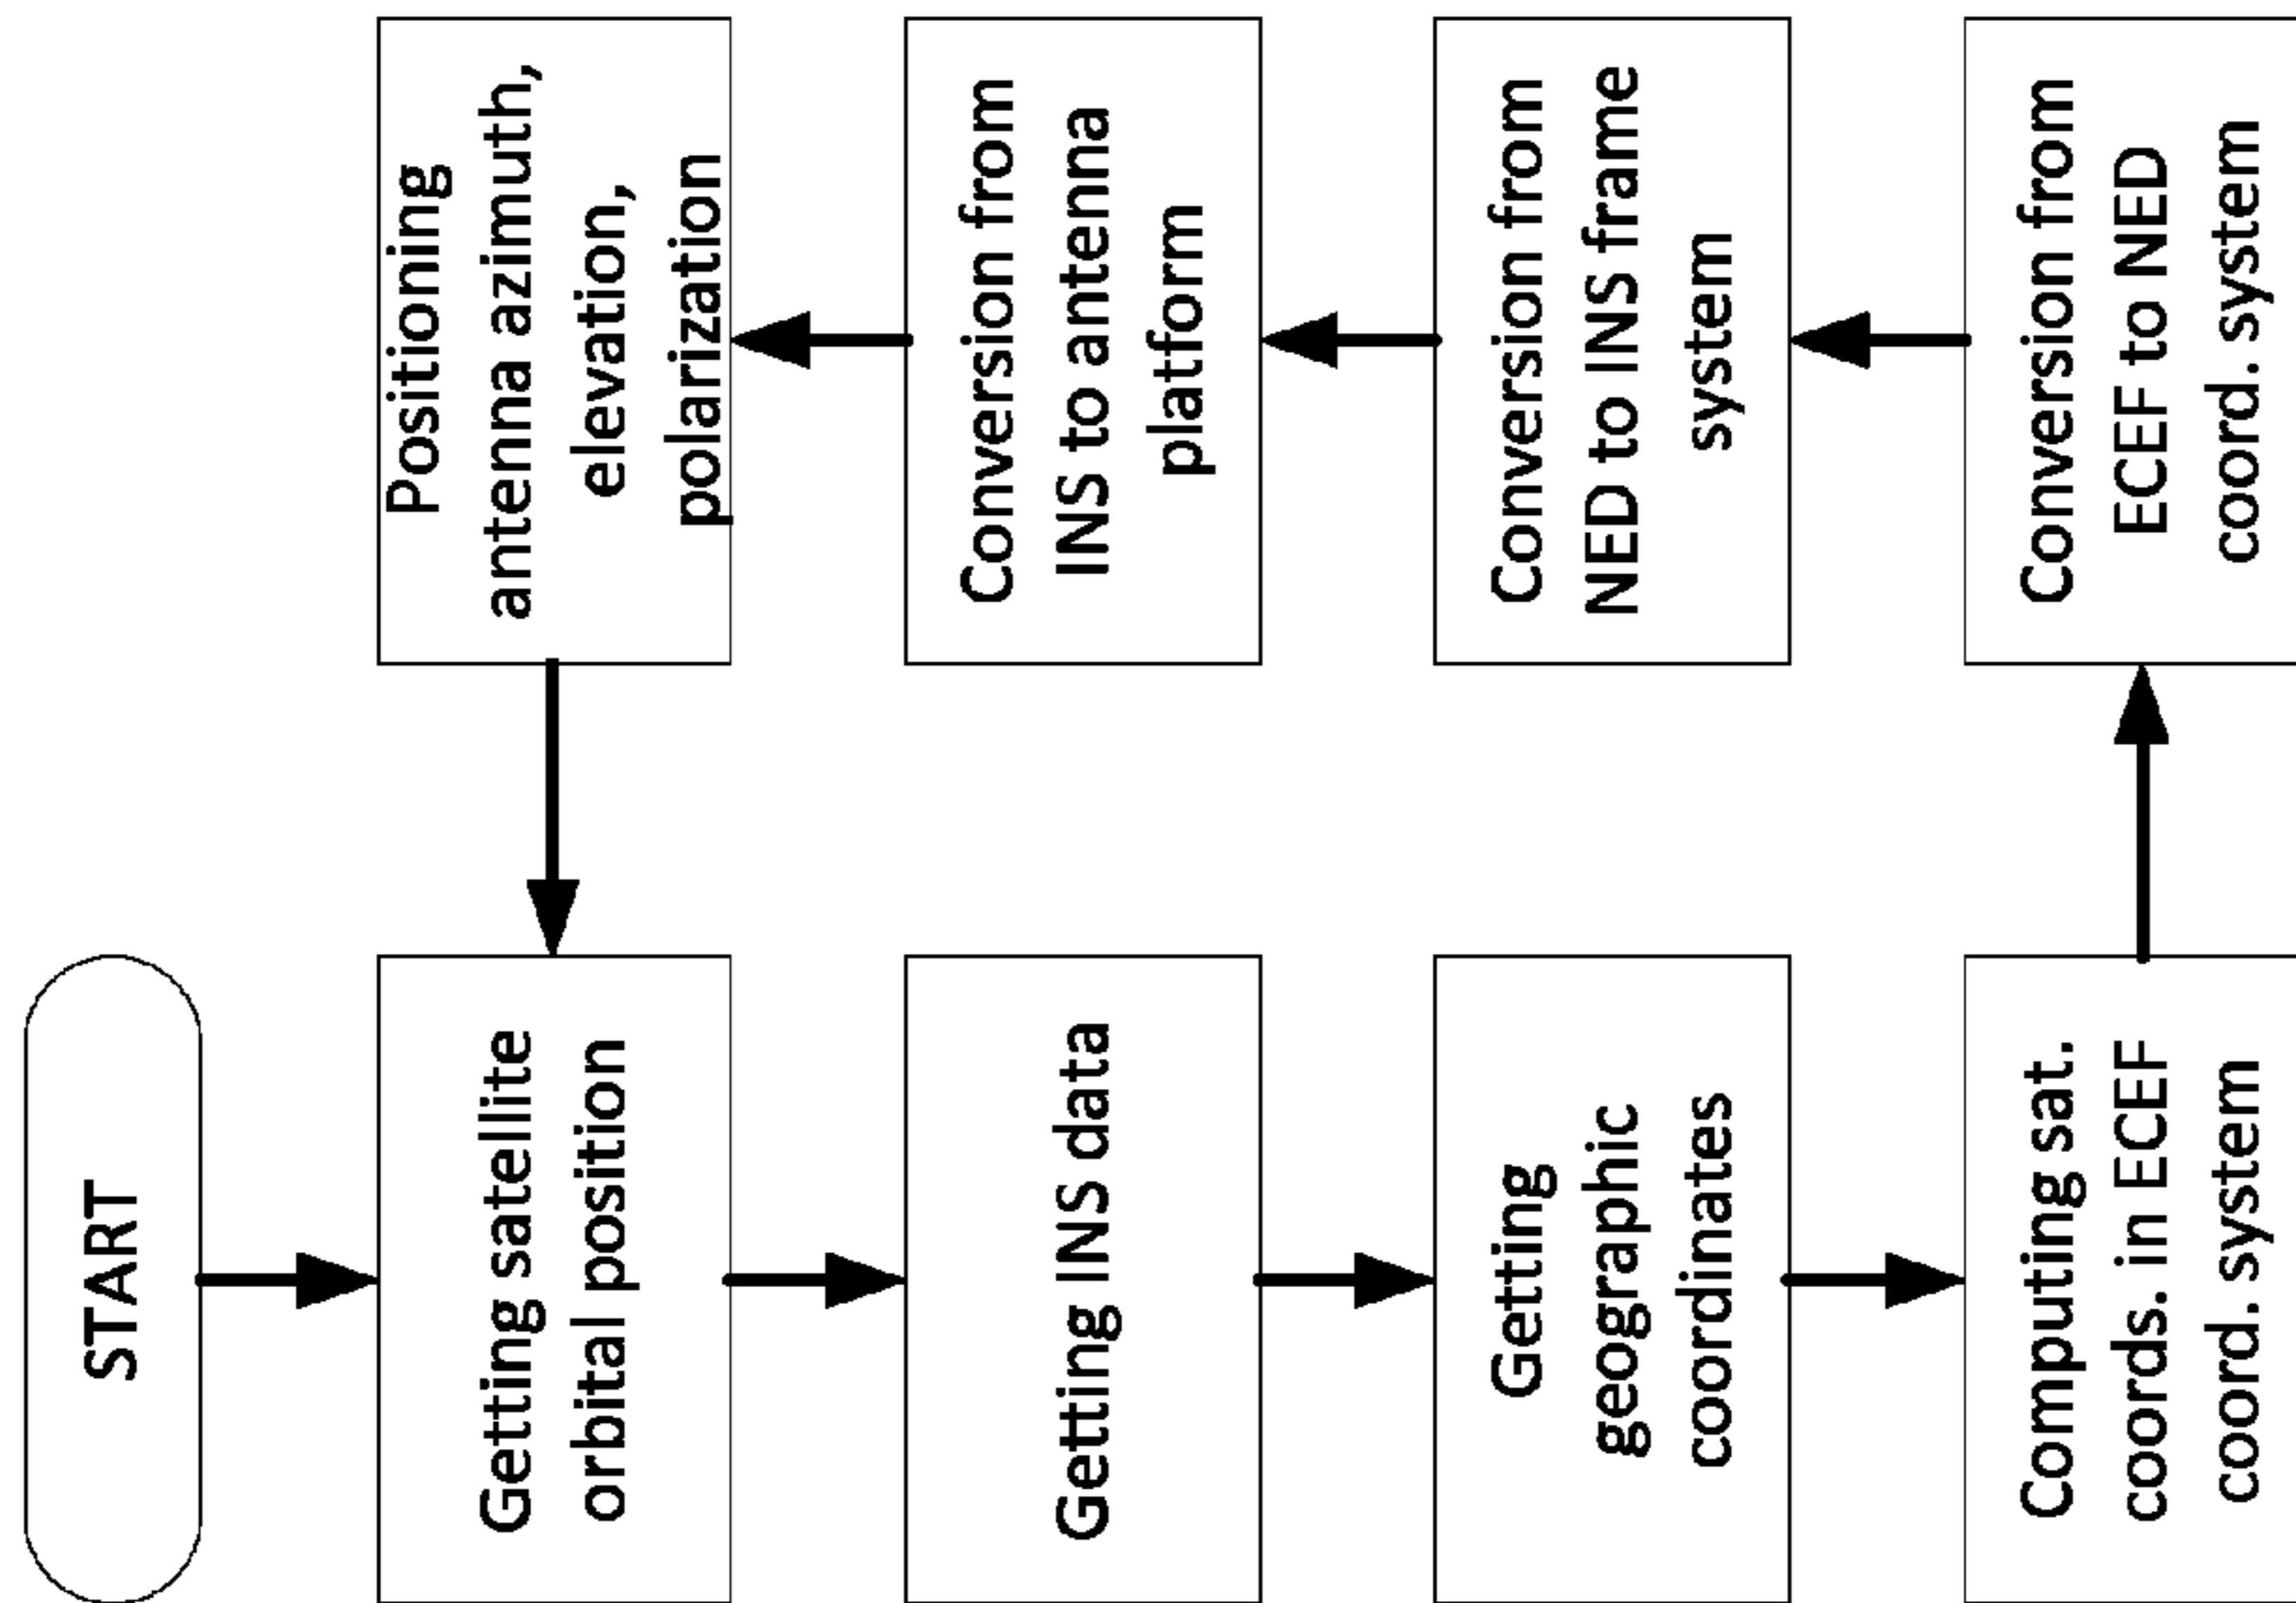 START
Getting satellite
orbital position
Getting INS data
Getting
geographic
coordinates
Computing sat.
coords. in ECEF
coord. system
Conversion from
ECEF to NED
coord. system
Conversion from
NED to INS frame
system
Conversion from
INS to antenna
platform
Positioning
antenna azimuth,
elevation,
polarization